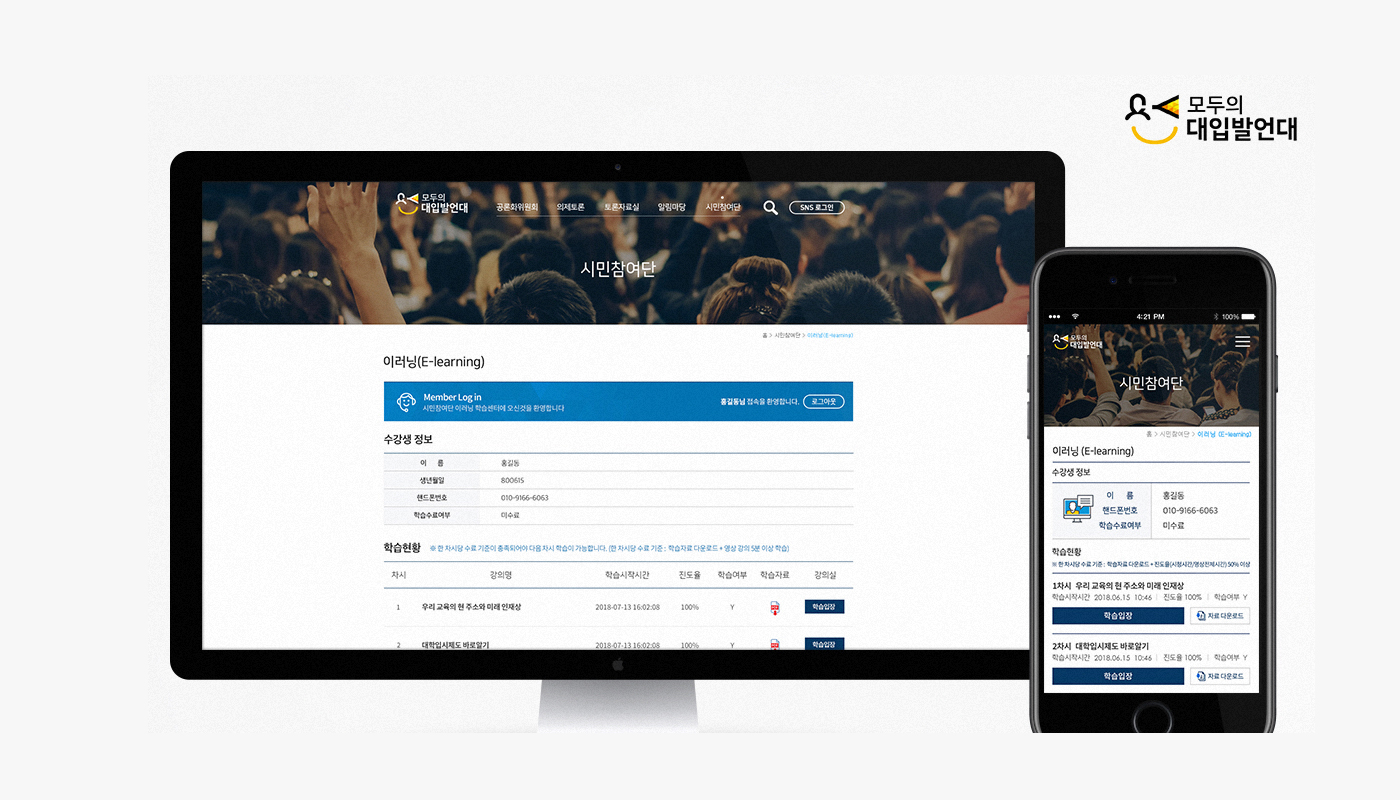 모두의
대입발언대
모두의
대입발언대
공론화위원회 의제토론 토론자료실 알림마당 시민참여단 SNS 로그인
시민참여단
홈 > 시민참여단 > 이러닝(E-learning)
이러닝(E-learning)
Member Log in
시민참여단 이러닝 학습센터에 오신것을 환영합니다
홍길동님 접속을 환영합니다. 로그아웃
수강생 정보
이 름 홍길동
생년월일 800615
핸드폰번호 010-9166-6063
학습수료여부 미수료
학습현황 ※ 한 차시당 수료 기준이 충족되어야 다음 차시 학습이 가능합니다. (한 차시당 수료 기준 : 학습자료 다운로드 + 영상 강의 5분 이상 학습)
차시 강의명 학습시작시간 진도율 학습여부 학습자료 강의실
1 우리 교육의 현 주소와 미래 인재상 2018-07-13 16:02:08 100% Y 학습입장
2 대학입시제도 바로알기 2018-07-13 16:02:08 100% Y 학습입장
4:21 PM 100%
모두의
대입발언대
시민참여단
홈 > 시민참여단 > 이러닝 (E-learning)
이러닝 (E-learning)
수강생 정보
이 름 홍길동
핸드폰번호 010-9166-6063
학습수료여부 미수료
학습현황
※ 한 차시당 수료 기준 : 학습자료 다운로드 + 진도율(시청시간/영상전체시간) 50% 이상
1차시 우리 교육의 현 주소와 미래 인재상
학습시작시간 2018.06.15 10:46 | 진도율 100% | 학습여부 Y
학습입장 자료 다운로드
2차시 대학입시제도 바로알기
학습시작시간 2018.06.15 10:46 | 진도율 100% | 학습여부 Y
학습입장 자료 다운로드